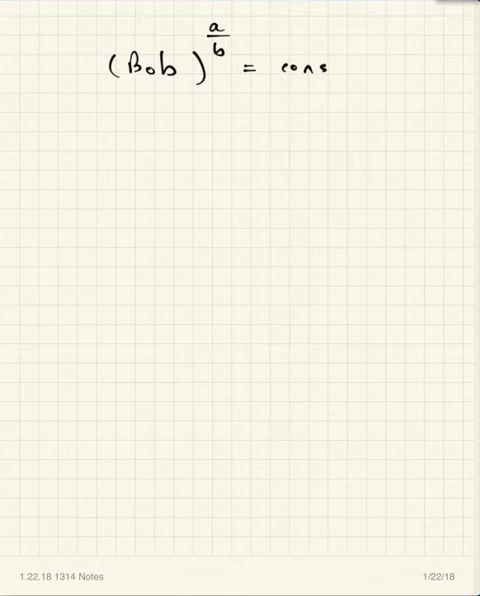 (Bob)^(a/b) = cons
1.22.18 1314 Notes
1/22/18